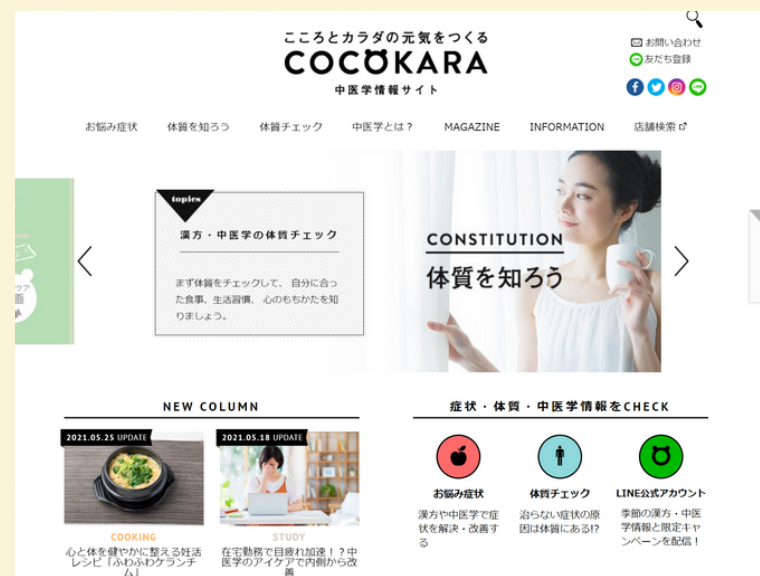 こころとカラダの元気をつくる
COCOKARA
中医学情報サイト
お問い合わせ
友だち登録
お悩み症状
体質を知ろう
体質チェック
中医学とは？
MAGAZINE
INFORMATION
店舗検索
topics
漢方・中医学の体質チェック
まず体質をチェックして、 自分に合っ
た食事、生活習慣、 心のもちかたを知
りましょう。
CONSTITUTION
体質を知ろう
NEW COLUMN
2021.05.25 UPDATE
COOKING
心と体を健やかに整える妊活
レシピ「ふわふわケランチ
ム」
2021.05.18 UPDATE
STUDY
在宅勤務で目疲れ加速！？中
医学のアイケアで内側から改
善
症状・体質・中医学情報をCHECK
お悩み症状
漢方や中医学で症
状を解決・改善す
る
体質チェック
治らない症状の原
因は体質にある!?
LINE公式アカウント
季節の漢方・中医
学情報と限定キャ
ンペーンを配信！